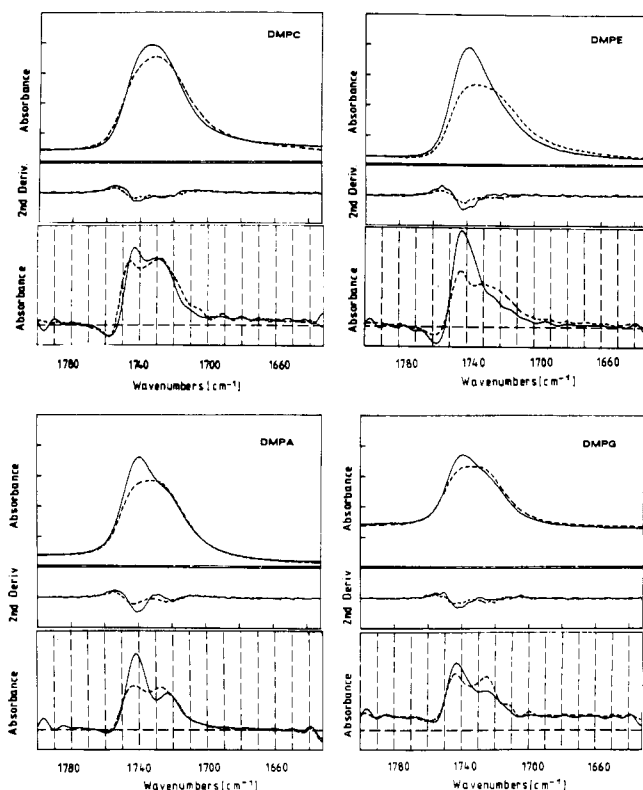 DMPC
Absorbance
2nd Deriv.
Absorbance
1780 1740 1700 1660
Wavenumbers (cm⁻¹)
DMPE
Absorbance
2nd Deriv.
Absorbance
1780 1740 1700 1660
Wavenumbers (cm⁻¹)
DMPA
Absorbance
2nd Deriv
Absorbance
1780 1740 1700 1660
Wavenumbers (cm⁻¹)
DMPG
Absorbance
2nd Deriv
Absorbance
1780 1740 1700 1660
Wavenumbers (cm⁻¹)